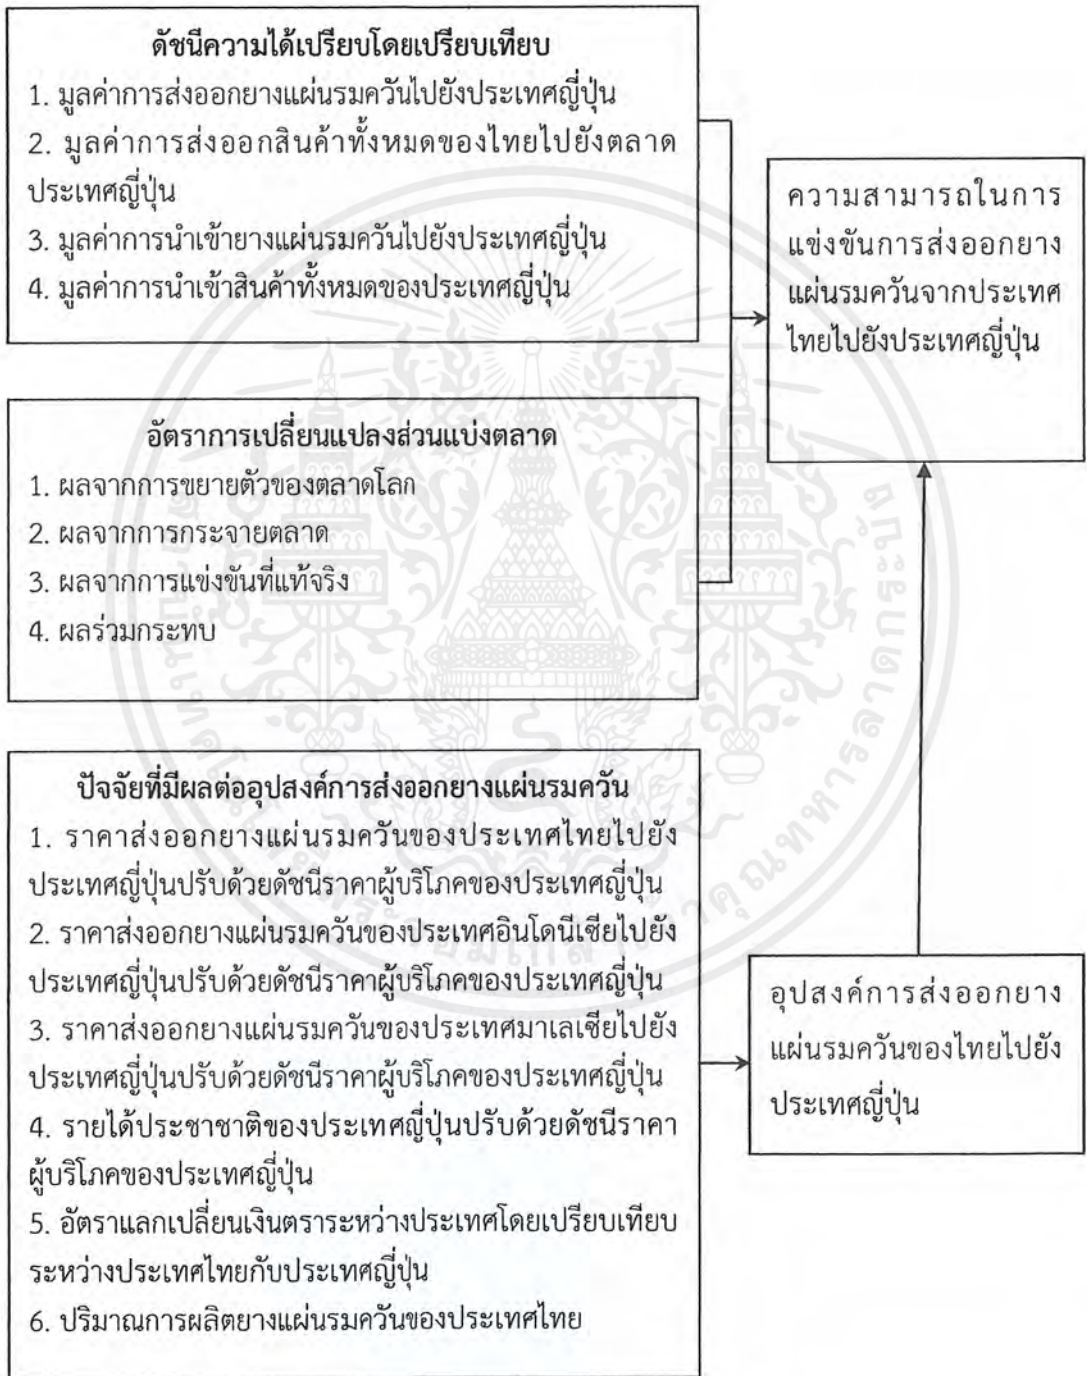 ดัชนีความได้เปรียบโดยเปรียบเทียบ
1. มูลค่าการส่งออกยางแผ่นรมควันไปยังประเทศญี่ปุ่น
2. มูลค่าการส่งออกสินค้าทั้งหมดของไทยไปยังตลาด
ประเทศญี่ปุ่น
3. มูลค่าการนำเข้ายางแผ่นรมควันไปยังประเทศญี่ปุ่น
4. มูลค่าการนำเข้าสินค้าทั้งหมดของประเทศญี่ปุ่น
ความสามารถในการ
แข่งขันการส่งออกยาง
แผ่นรมควันจากประเทศ
ไทยไปยังประเทศญี่ปุ่น
อัตราการเปลี่ยนแปลงส่วนแบ่งตลาด
1. ผลจากการขยายตัวของตลาดโลก
2. ผลจากการกระจายตลาด
3. ผลจากการแข่งขันที่แท้จริง
4. ผลร่วมกระทบ
ปัจจัยที่มีผลต่ออุปสงค์การส่งออกยางแผ่นรมควัน
1. ราคาส่งออกยางแผ่นรมควันของประเทศไทยไปยัง
ประเทศญี่ปุ่นปรับด้วยดัชนีราคาผู้บริโภคของประเทศญี่ปุ่น
2. ราคาส่งออกยางแผ่นรมควันของประเทศอินโดนีเซียไปยัง
ประเทศญี่ปุ่นปรับด้วยดัชนีราคาผู้บริโภคของประเทศญี่ปุ่น
3. ราคาส่งออกยางแผ่นรมควันของประเทศมาเลเซียไปยัง
ประเทศญี่ปุ่นปรับด้วยดัชนีราคาผู้บริโภคของประเทศญี่ปุ่น
4. รายได้ประชาชาติของประเทศญี่ปุ่นปรับด้วยดัชนีราคา
ผู้บริโภคของประเทศญี่ปุ่น
5. อัตราแลกเปลี่ยนเงินตราระหว่างประเทศโดยเปรียบเทียบ
ระหว่างประเทศไทยกับประเทศญี่ปุ่น
6. ปริมาณการผลิตยางแผ่นรมควันของประเทศไทย
อุปสงค์การส่งออกยาง
แผ่นรมควันของไทยไปยัง
ประเทศญี่ปุ่น